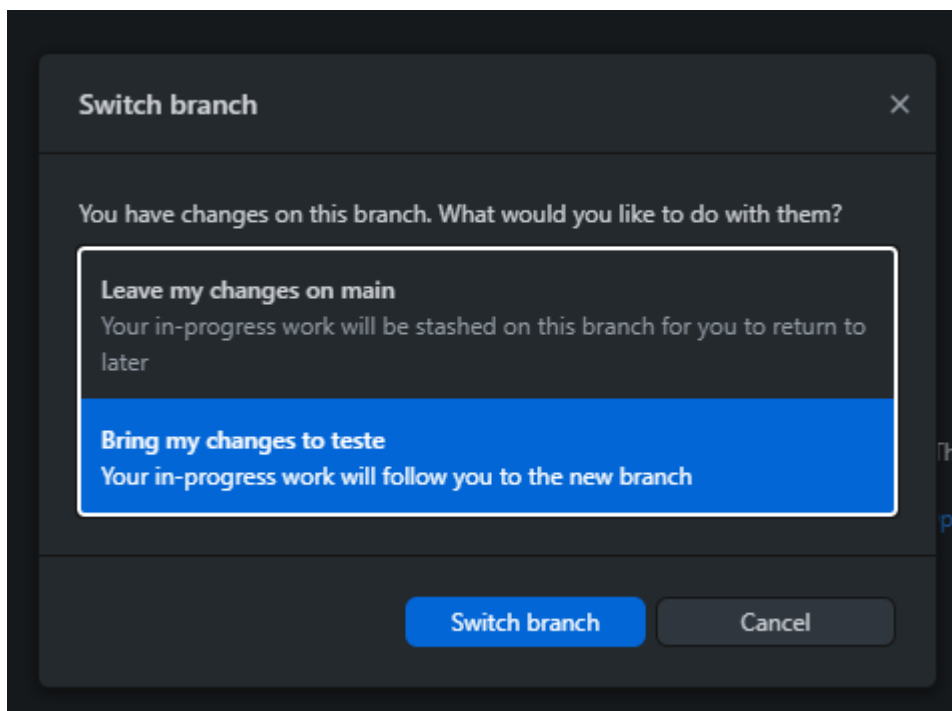 Switch branch
You have changes on this branch. What would you like to do with them?
Leave my changes on main
Your in-progress work will be stashed on this branch for you to return to
later
Bring my changes to teste
Your in-progress work will follow you to the new branch
Switch branch
Cancel